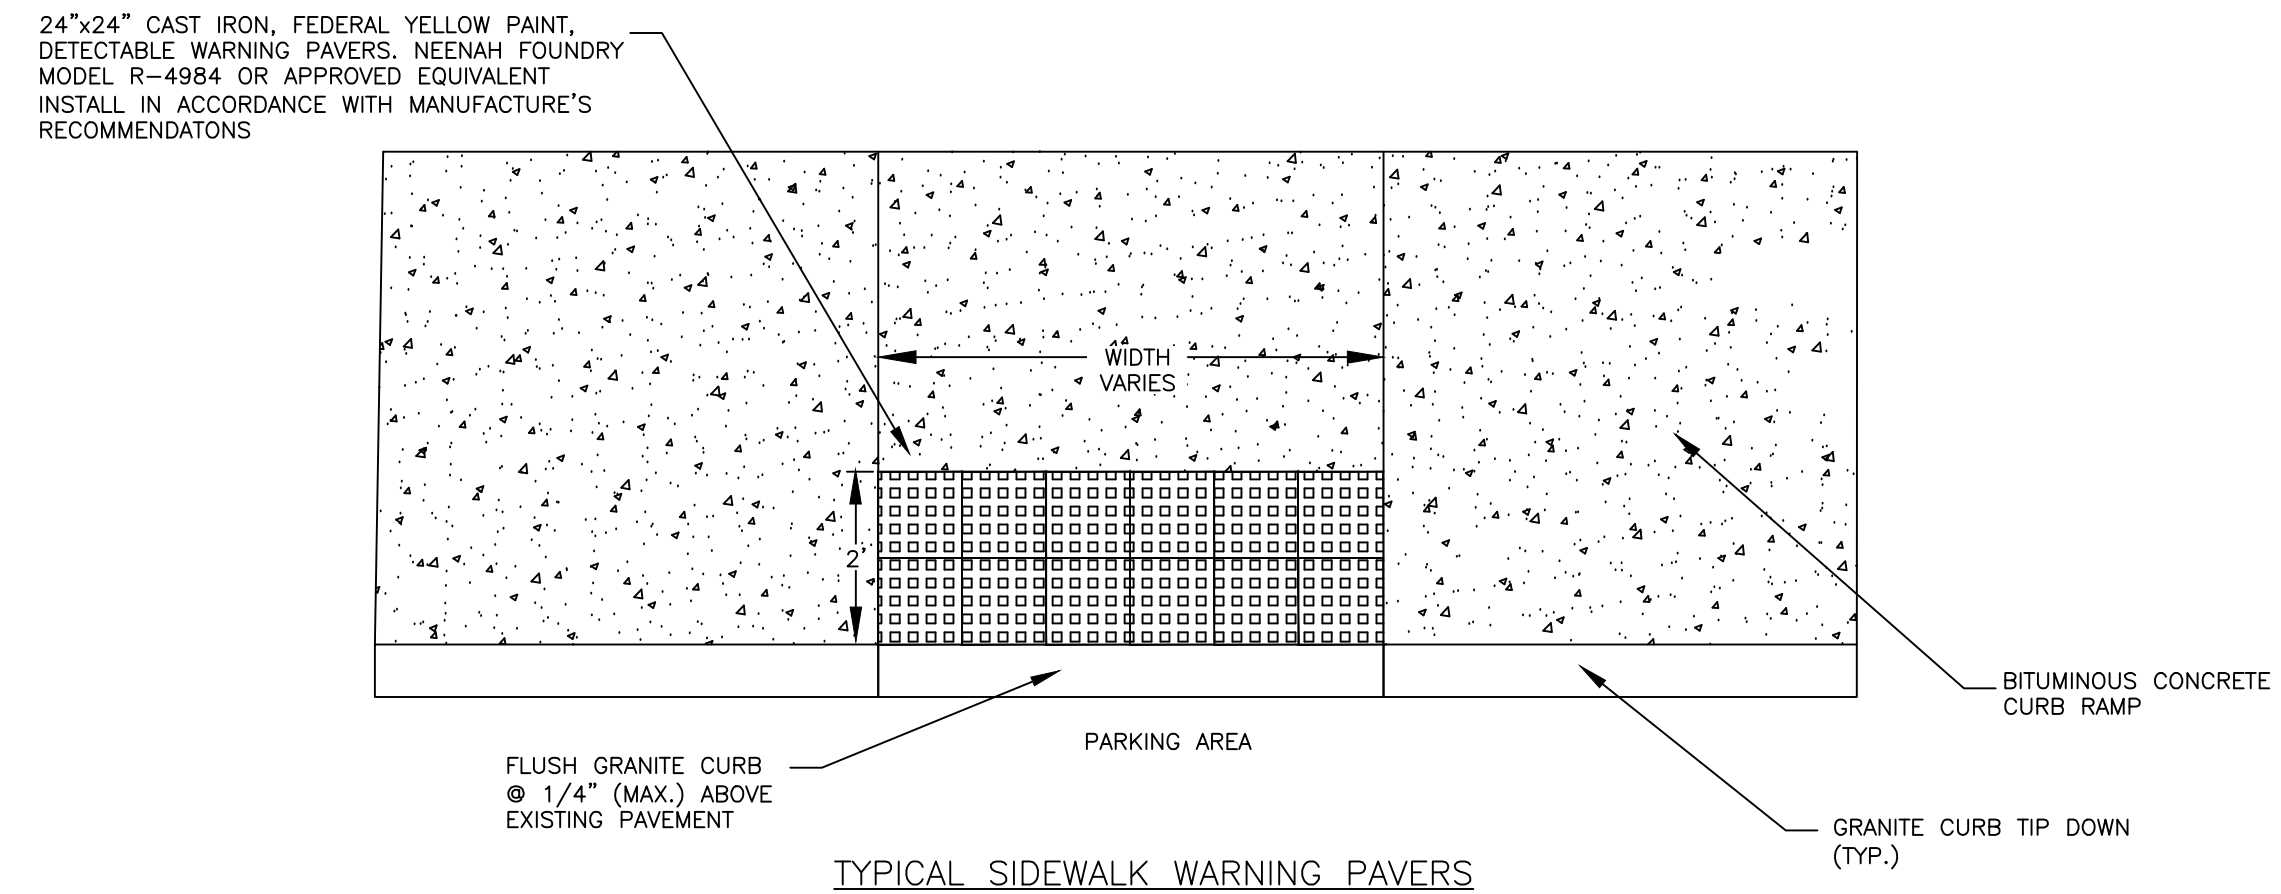 24"x24" CAST IRON, FEDERAL YELLOW PAINT,
DETECTABLE WARNING PAVERS. NEENAH FOUNDRY
MODEL R-4984 OR APPROVED EQUIVALENT
INSTALL IN ACCORDANCE WITH MANUFACTURE'S
RECOMMENDATONS
WIDTH
VARIES
2'
BITUMINOUS CONCRETE
CURB RAMP
PARKING AREA
FLUSH GRANITE CURB
@ 1/4" (MAX.) ABOVE
EXISTING PAVEMENT
GRANITE CURB TIP DOWN
(TYP.)
TYPICAL SIDEWALK WARNING PAVERS